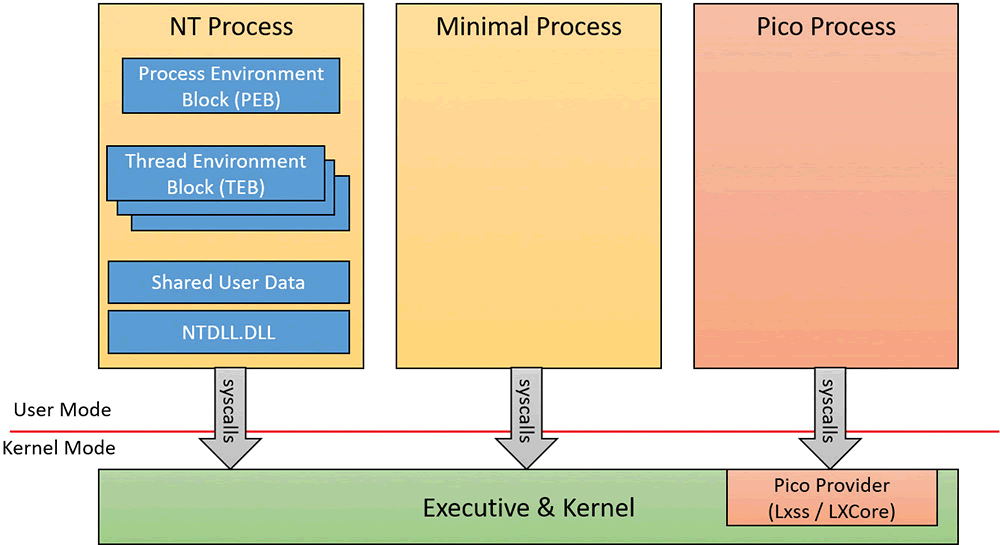 NT Process
Process Environment
Block (PEB)
Thread Environment
Block (TEB)
Shared User Data
NTDLL.DLL
Minimal Process
Pico Process
syscalls
syscalls
syscalls
User Mode
Kernel Mode
Executive & Kernel
Pico Provider
(Lxss / LXCore)